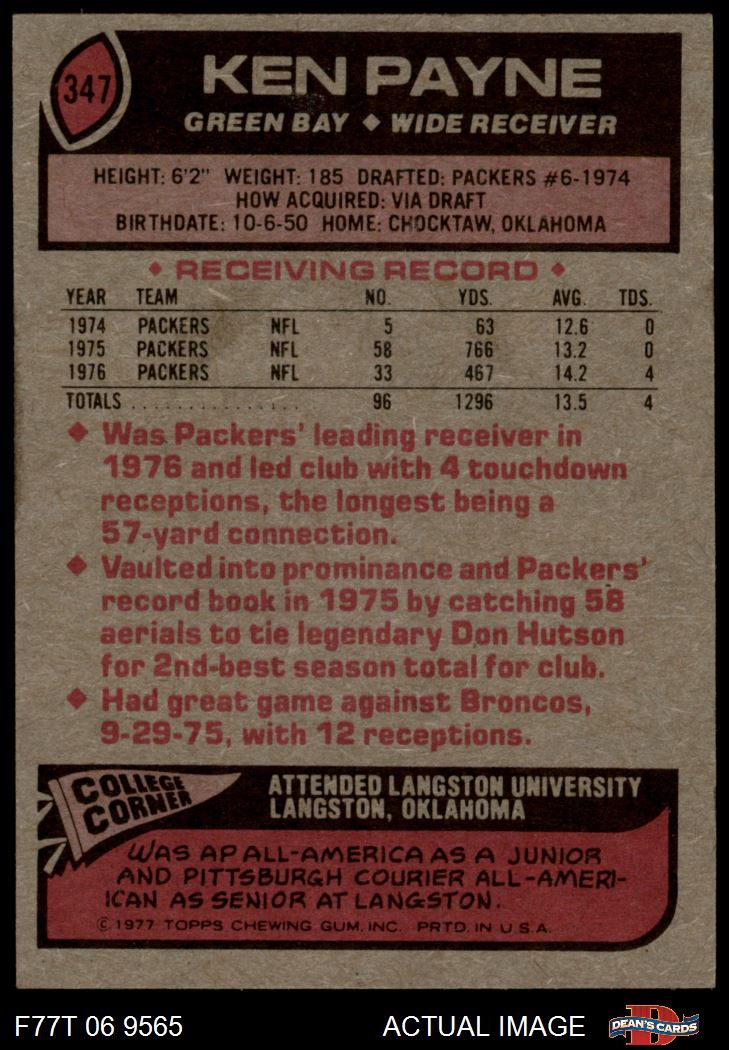 347
KEN PAYNE
GREEN BAY ♦ WIDE RECEIVER
HEIGHT: 6'2" WEIGHT: 185 DRAFTED: PACKERS #6-1974
HOW ACQUIRED: VIA DRAFT
BIRTHDATE: 10-6-50 HOME: CHOCKTAW, OKLAHOMA
♦ RECEIVING RECORD ♦
YEAR TEAM NO. YDS. AVG. TDS.
1974 PACKERS NFL 5 63 12.6 0
1975 PACKERS NFL 58 766 13.2 0
1976 PACKERS NFL 33 467 14.2 4
TOTALS ................ 96 1296 13.5 4
♦ Was Packers' leading receiver in
1976 and led club with 4 touchdown
receptions, the longest being a
57-yard connection.
♦ Vaulted into prominance and Packers'
record book in 1975 by catching 58
aerials to tie legendary Don Hutson
for 2nd-best season total for club.
♦ Had great game against Broncos,
9-29-75, with 12 receptions.
COLLEGE
CORNER
ATTENDED LANGSTON UNIVERSITY
LANGSTON, OKLAHOMA
WAS AP ALL-AMERICA AS A JUNIOR
AND PITTSBURGH COURIER ALL-AMERI-
ICAN AS SENIOR AT LANGSTON.
© 1977 TOPPS CHEWING GUM, INC. PRTD. IN U.S.A.
F77T 06 9565 ACTUAL IMAGE
D
DEAN'S CARDS